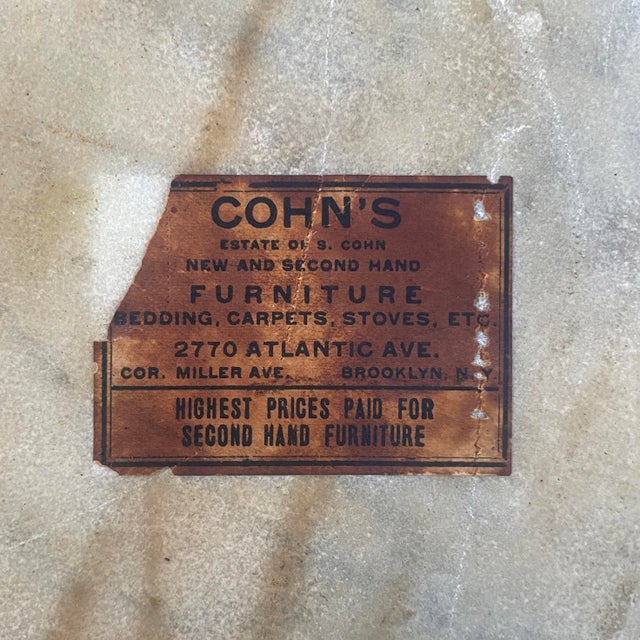 COHN'S
ESTATE OF S. COHN
NEW AND SECOND HAND
FURNITURE
BEDDING, CARPETS, STOVES, ETC.
2770 ATLANTIC AVE.
COR. MILLER AVE. BROOKLYN, N.Y.
HIGHEST PRICES PAID FOR
SECOND HAND FURNITURE